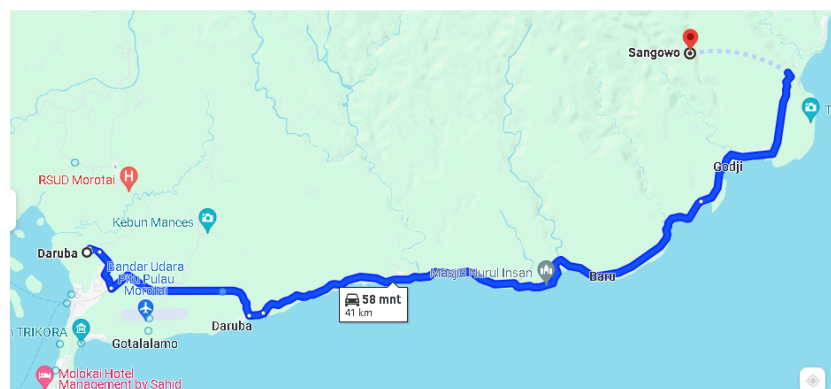 Sangowo
T
Godji
RSUD Morotai
H
Kebun Mances
Daruba
Bandar Udara
Pitu Pulau
Morotai
Masjid Nurul Insan
Baru
58 mnt
41 km
Daruba
TRIKORA
Gotalalamo
Molokai Hotel
Management by Sahid